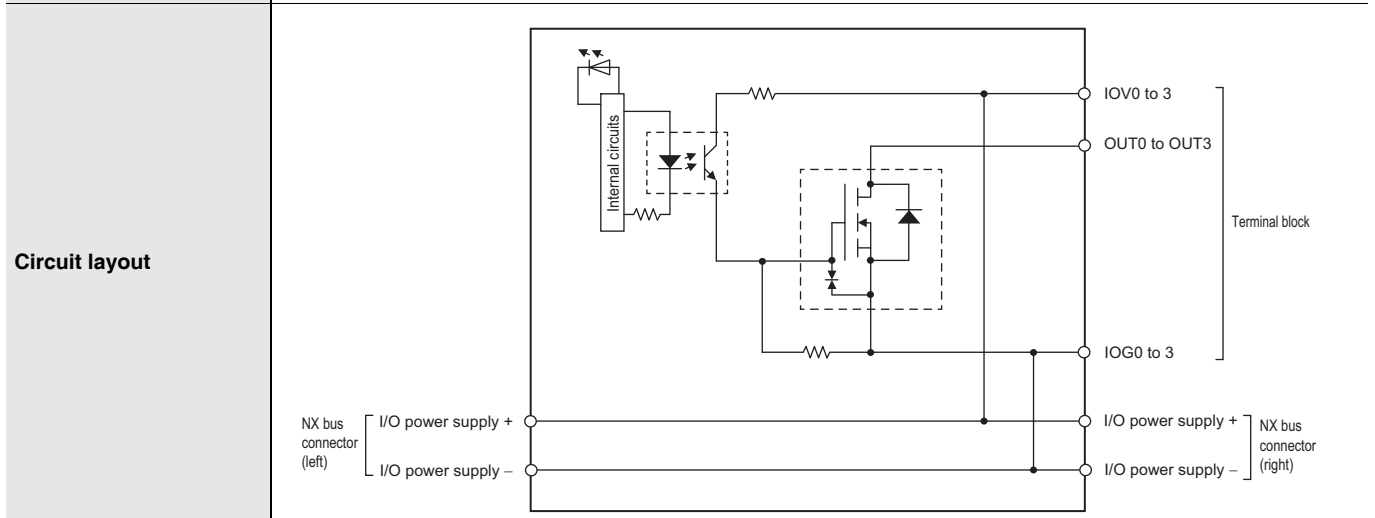 Circuit layout
Internal circuits
IOV0 to 3
OUT0 to OUT3
Terminal block
IOG0 to 3
NX bus
connector
(left)
I/O power supply +
I/O power supply –
I/O power supply +
I/O power supply –
NX bus
connector
(right)